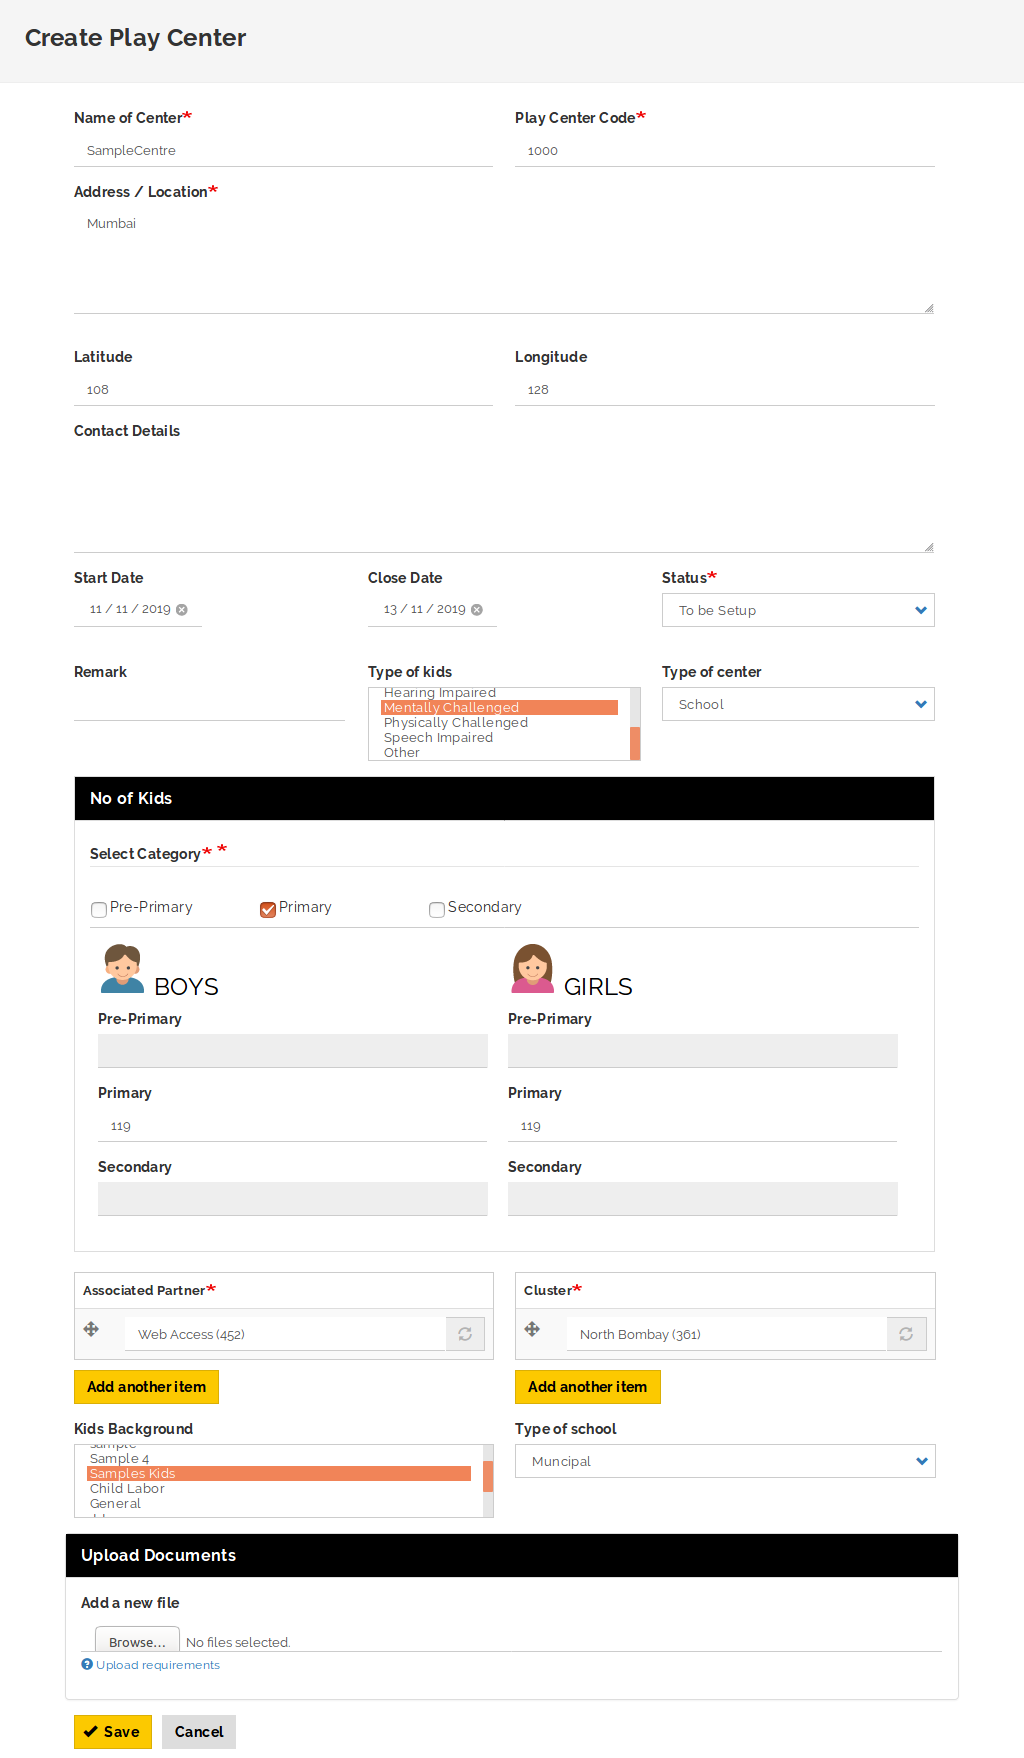 Create Play Center
Name of Center* Play Center Code*
SampleCentre 1000
Address / Location*
Mumbai
Latitude Longitude
108 128
Contact Details
Start Date Close Date Status*
11 / 11 / 2019 13 / 11 / 2019 To be Setup
Remark Type of kids Type of center
Hearing Impaired
Mentally Challenged School
Physically Challenged
Speech Impaired
Other
No of Kids
Select Category* *
Pre-Primary Primary Secondary
BOYS GIRLS
Pre-Primary Pre-Primary
Primary Primary
119 119
Secondary Secondary
Associated Partner* Cluster*
Web Access (452) North Bombay (361)
Add another item Add another item
Kids Background Type of school
sample
Sample 4 Muncipal
Samples Kids
Child Labor
General
Upload Documents
Add a new file
Browse... No files selected.
Upload requirements
Save Cancel